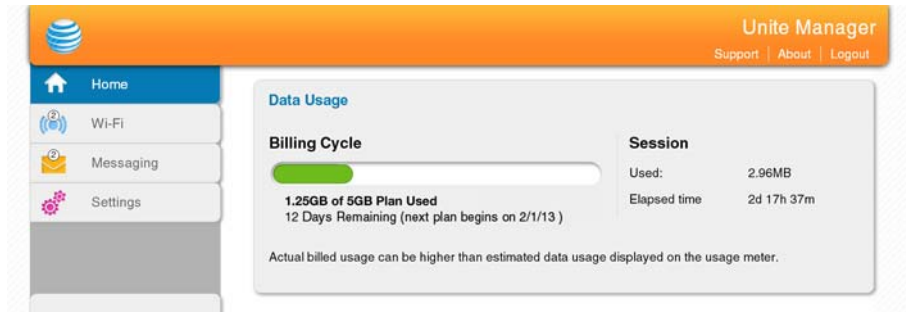 Unite Manager
Support | About | Logout
Home
2
Wi-Fi
2
Messaging
Settings
Data Usage
Billing Cycle
1.25GB of 5GB Plan Used
12 Days Remaining (next plan begins on 2/1/13 )
Session
Used: 2.96MB
Elapsed time 2d 17h 37m
Actual billed usage can be higher than estimated data usage displayed on the usage meter.